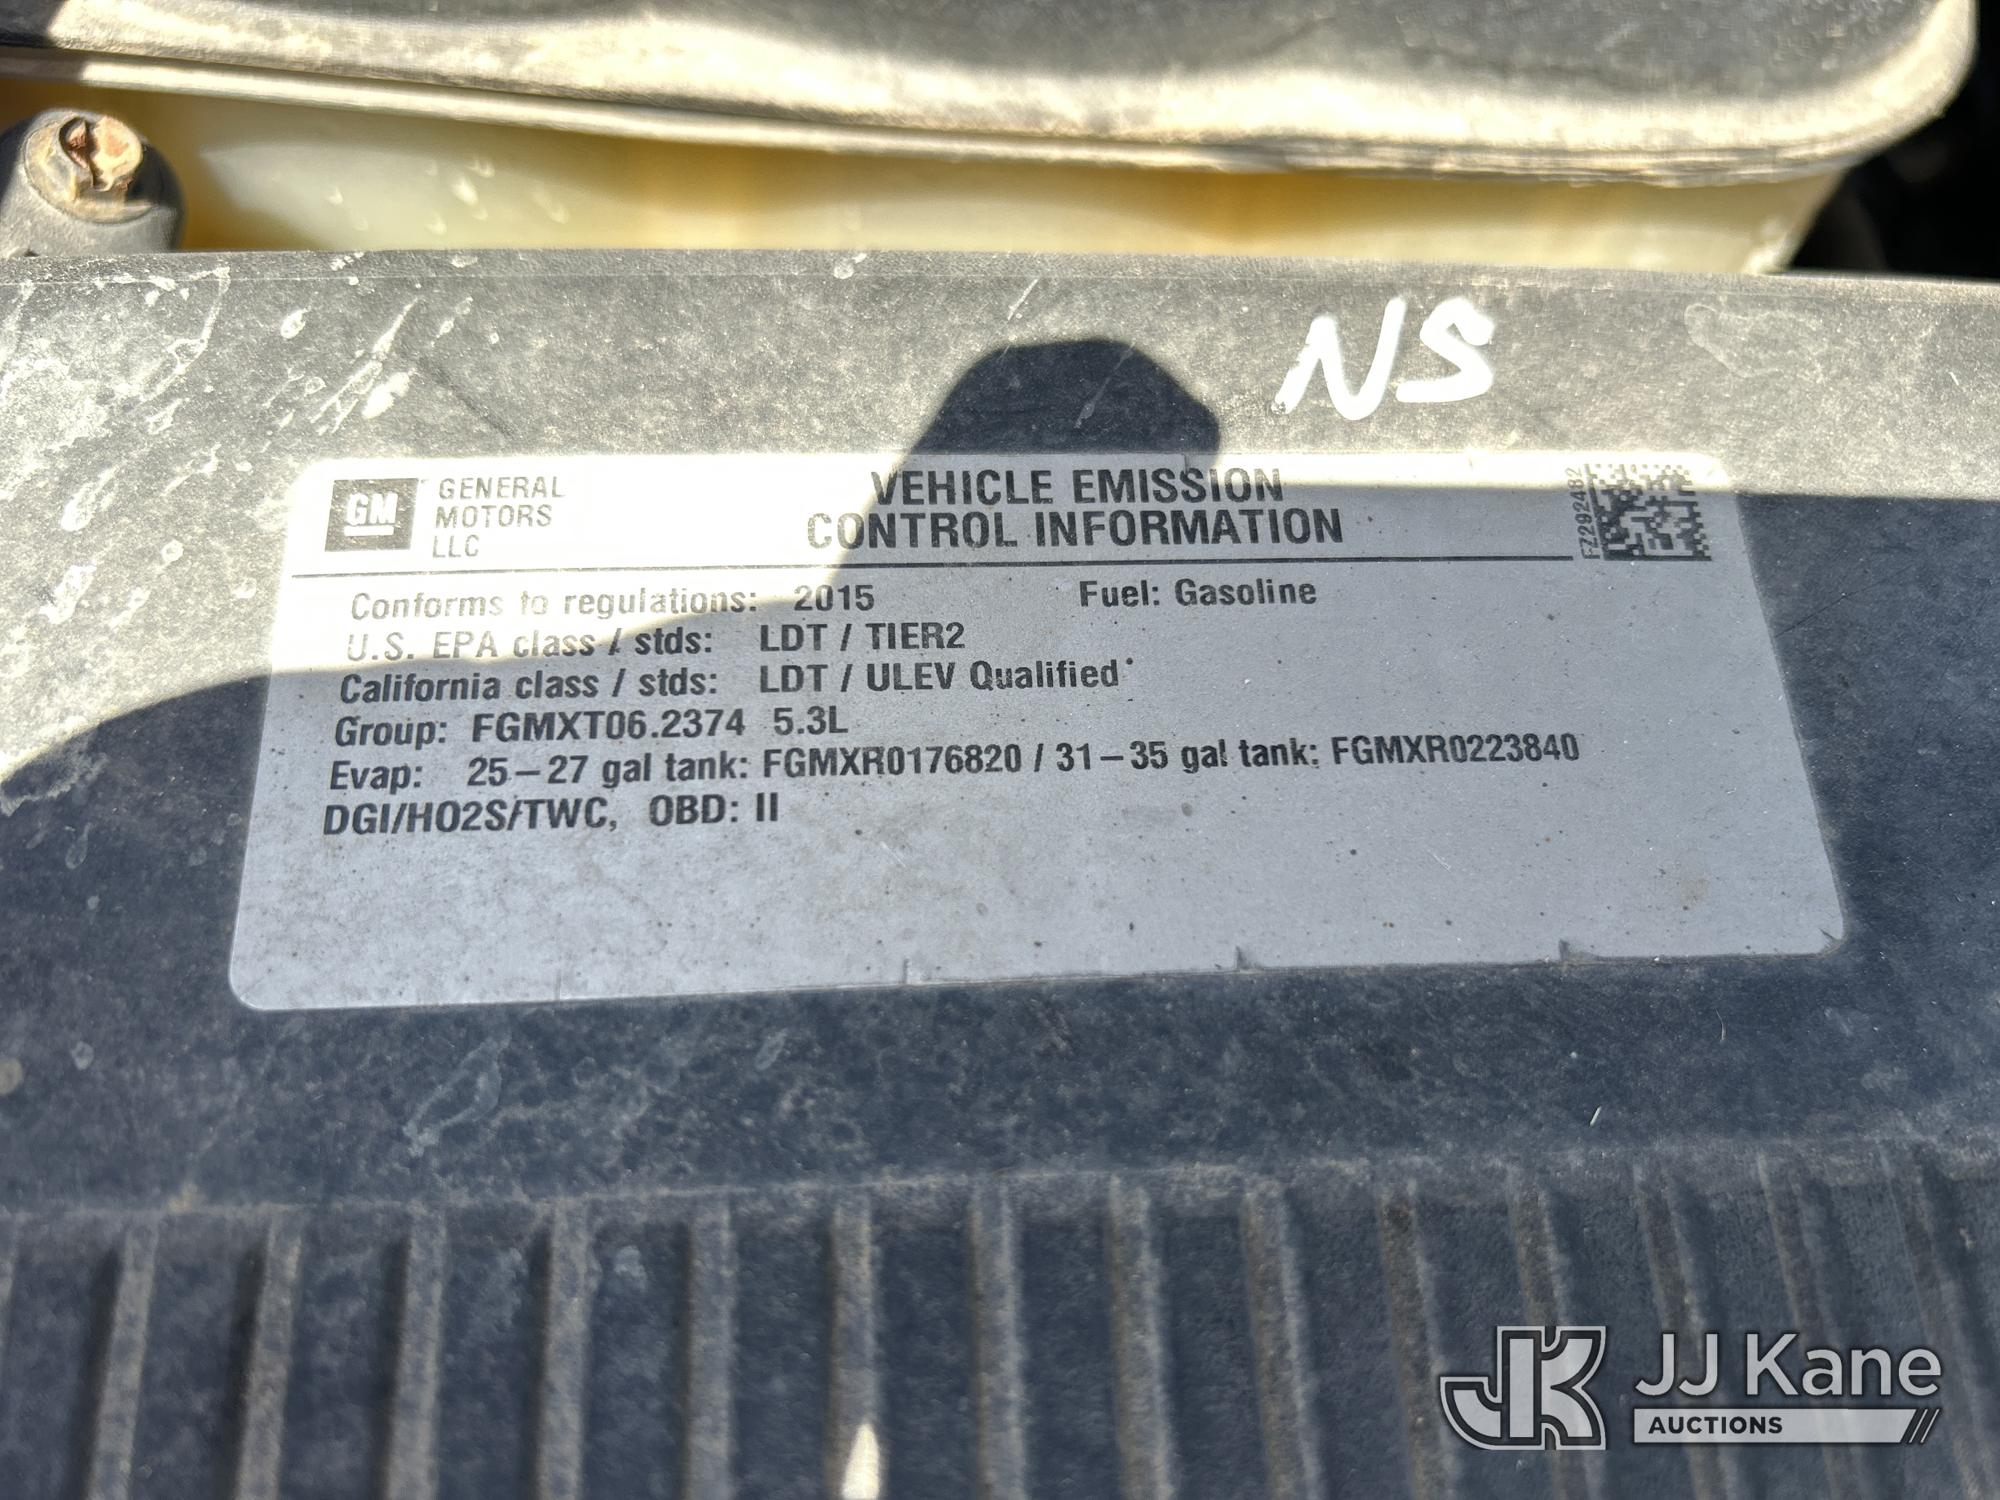 NS
GM GENERAL MOTORS LLC
VEHICLE EMISSION
CONTROL INFORMATION
FZ292482
Conforms to regulations: 2015 Fuel: Gasoline
U.S. EPA class / stds: LDT / TIER2
California class / stds: LDT / ULEV Qualified*
Group: FGMXT06.2374 5.3L
Evap: 25-27 gal tank: FGMXR0176820 / 31-35 gal tank: FGMXR0223840
DGI/HO2S/TWC, OBD: II
JK JJ Kane
AUCTIONS